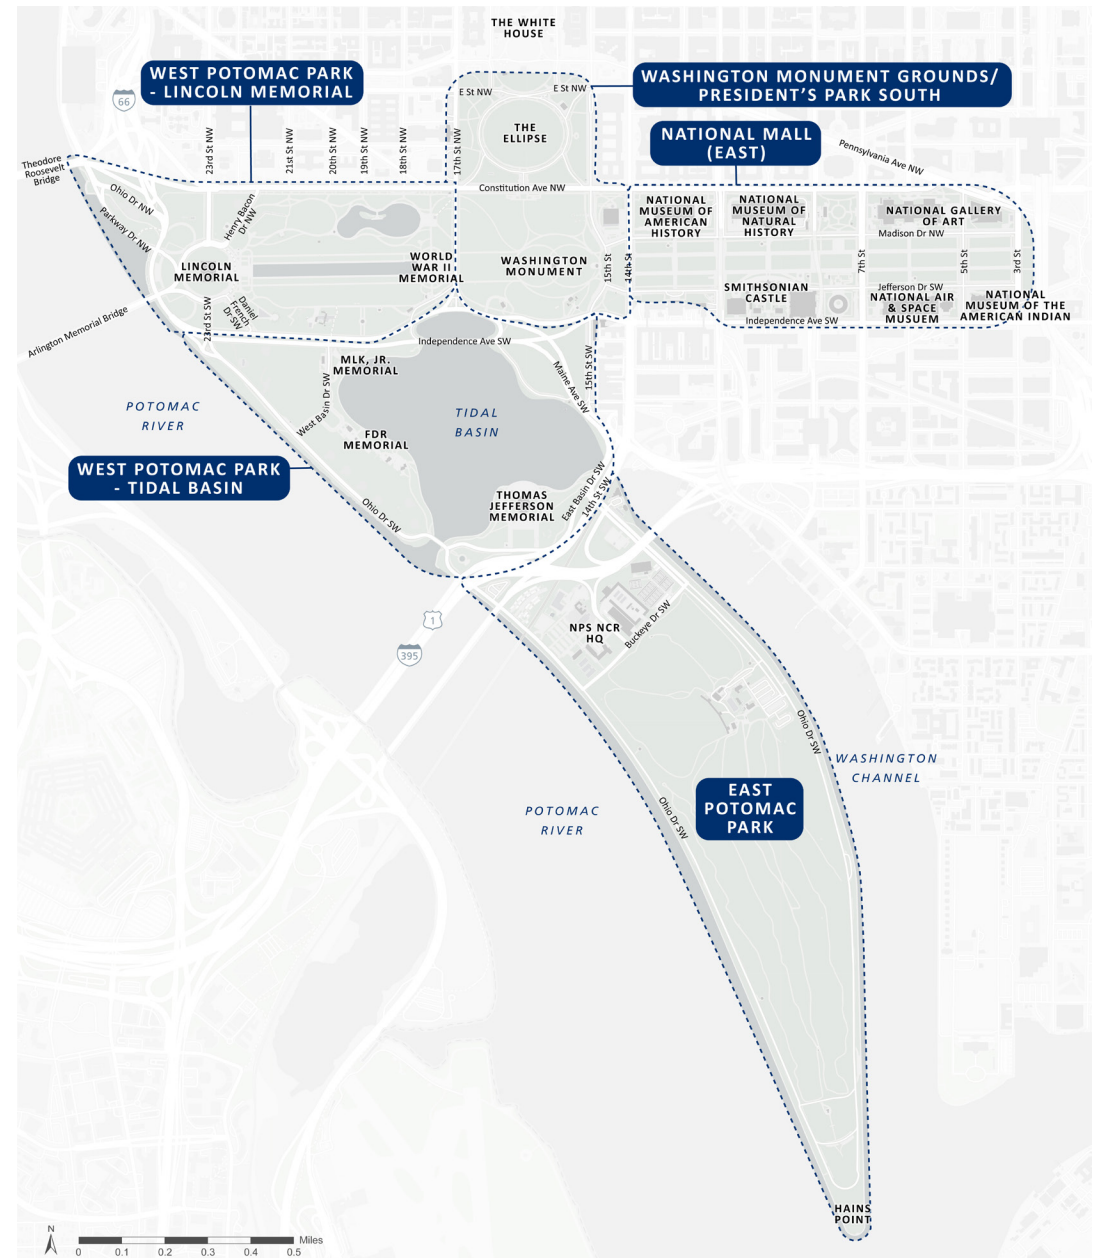 THE WHITE
HOUSE
WEST POTOMAC PARK
- LINCOLN MEMORIAL
WASHINGTON MONUMENT GROUNDS/
PRESIDENT'S PARK SOUTH
66
E St NW
E St NW
THE
ELLIPSE
NATIONAL MALL
(EAST)
Pennsylvania Ave NW
23rd St NW
21st St NW
20th St NW
19th St NW
18th St NW
17th St NW
Theodore
Roosevelt
Bridge
Ohio Dr NW
Parkway Dr NW
Henry Bacon
Dr NW
Constitution Ave NW
NATIONAL
MUSEUM OF
AMERICAN
HISTORY
NATIONAL
MUSEUM OF
NATURAL
HISTORY
NATIONAL GALLERY
OF ART
Madison Dr NW
LINCOLN
MEMORIAL
WORLD
WAR II
MEMORIAL
WASHINGTON
MONUMENT
15th St
14th St
7th St
5th St
3rd St
SMITHSONIAN
CASTLE
Jefferson Dr SW
NATIONAL AIR
& SPACE
MUSUEM
NATIONAL
MUSEUM OF THE
AMERICAN INDIAN
Independence Ave SW
Arlington Memorial Bridge
23rd St SW
Daniel
French
Dr SW
Independence Ave SW
MLK, JR.
MEMORIAL
West Basin Dr SW
Maine Ave SW
15th St SW
POTOMAC
RIVER
TIDAL
BASIN
FDR
MEMORIAL
WEST POTOMAC PARK
- TIDAL BASIN
THOMAS
JEFFERSON
MEMORIAL
East Basin Dr SW
14th St SW
Ohio Dr SW
1
395
NPS NCR
HQ
Buckeye Dr SW
Ohio Dr SW
WASHINGTON
CHANNEL
EAST
POTOMAC
PARK
Ohio Dr SW
POTOMAC
RIVER
HAINS
POINT
N
Miles
0 0.1 0.2 0.3 0.4 0.5